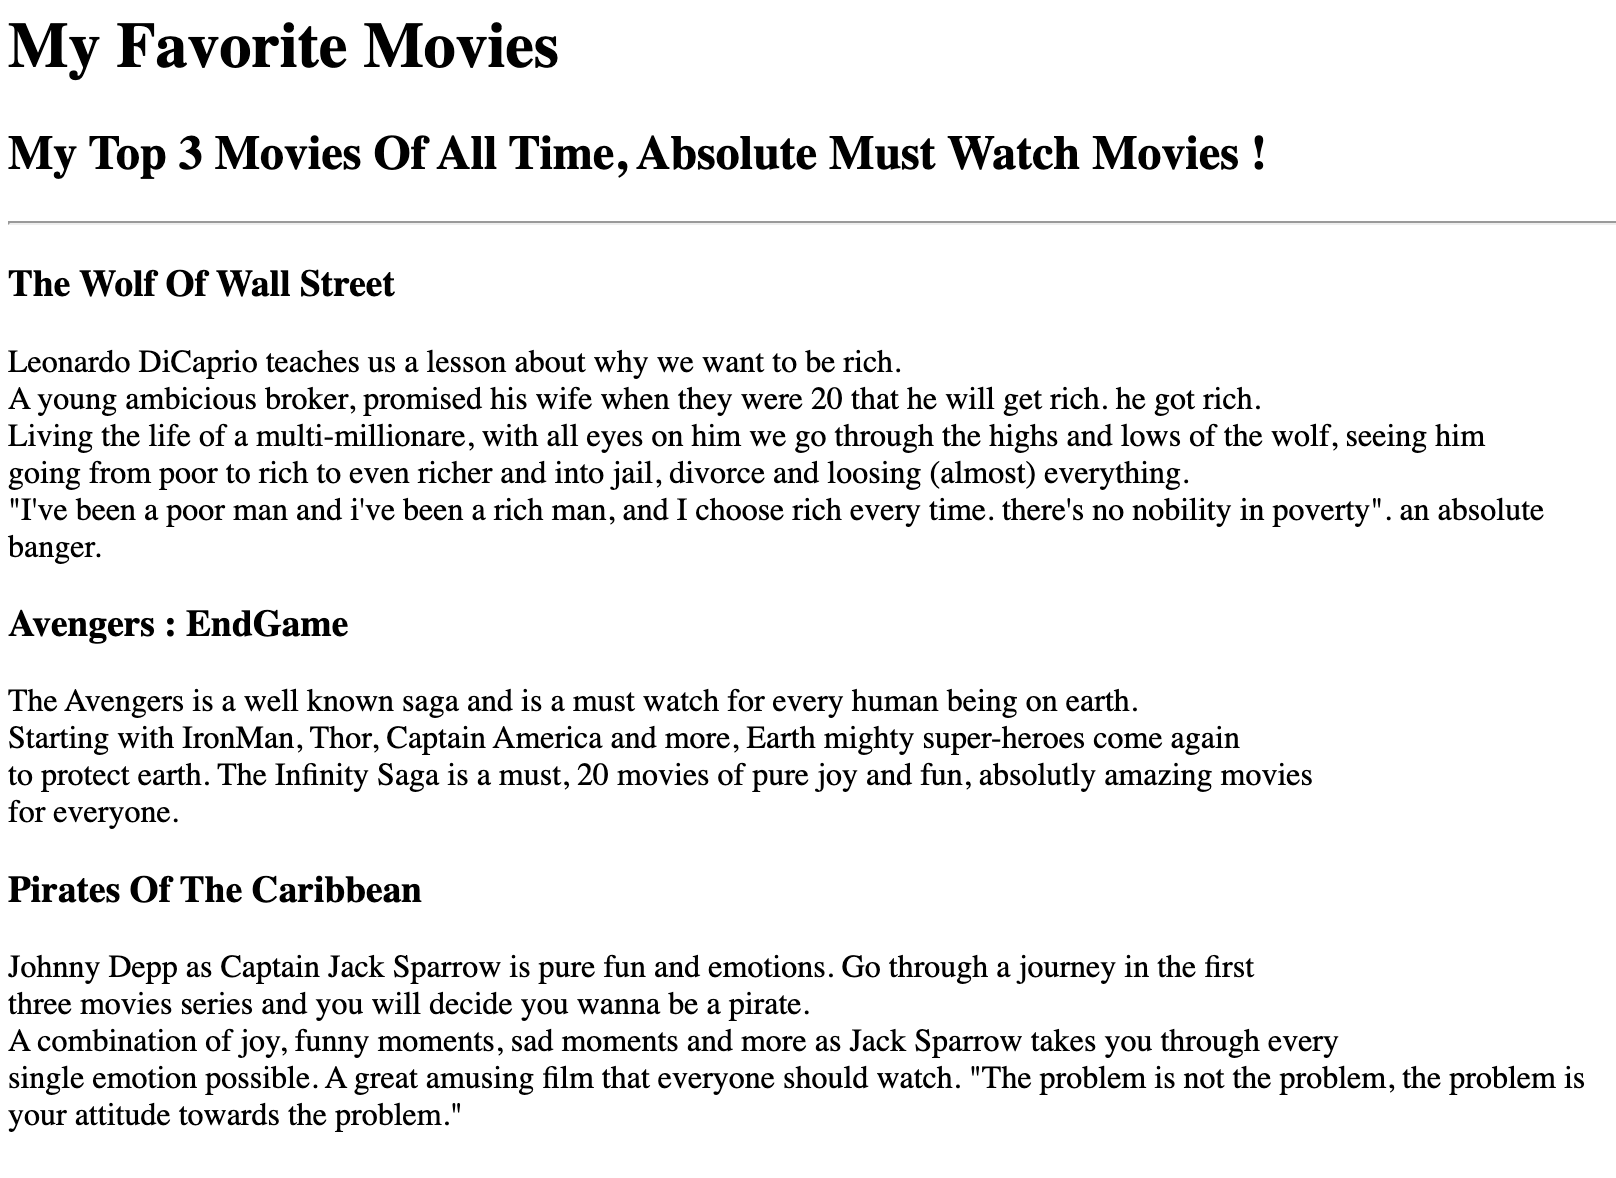 My Favorite Movies
My Top 3 Movies Of All Time, Absolute Must Watch Movies !
The Wolf Of Wall Street
Leonardo DiCaprio teaches us a lesson about why we want to be rich.
A young ambicious broker, promised his wife when they were 20 that he will get rich. he got rich.
Living the life of a multi-millionare, with all eyes on him we go through the highs and lows of the wolf, seeing him
going from poor to rich to even richer and into jail, divorce and loosing (almost) everything.
"I've been a poor man and i've been a rich man, and I choose rich every time. there's no nobility in poverty". an absolute
banger.
Avengers : EndGame
The Avengers is a well known saga and is a must watch for every human being on earth.
Starting with IronMan, Thor, Captain America and more, Earth mighty super-heroes come again
to protect earth. The Infinity Saga is a must, 20 movies of pure joy and fun, absolutly amazing movies
for everyone.
Pirates Of The Caribbean
Johnny Depp as Captain Jack Sparrow is pure fun and emotions. Go through a journey in the first
three movies series and you will decide you wanna be a pirate.
A combination of joy, funny moments, sad moments and more as Jack Sparrow takes you through every
single emotion possible. A great amusing film that everyone should watch. "The problem is not the problem, the problem is
your attitude towards the problem."